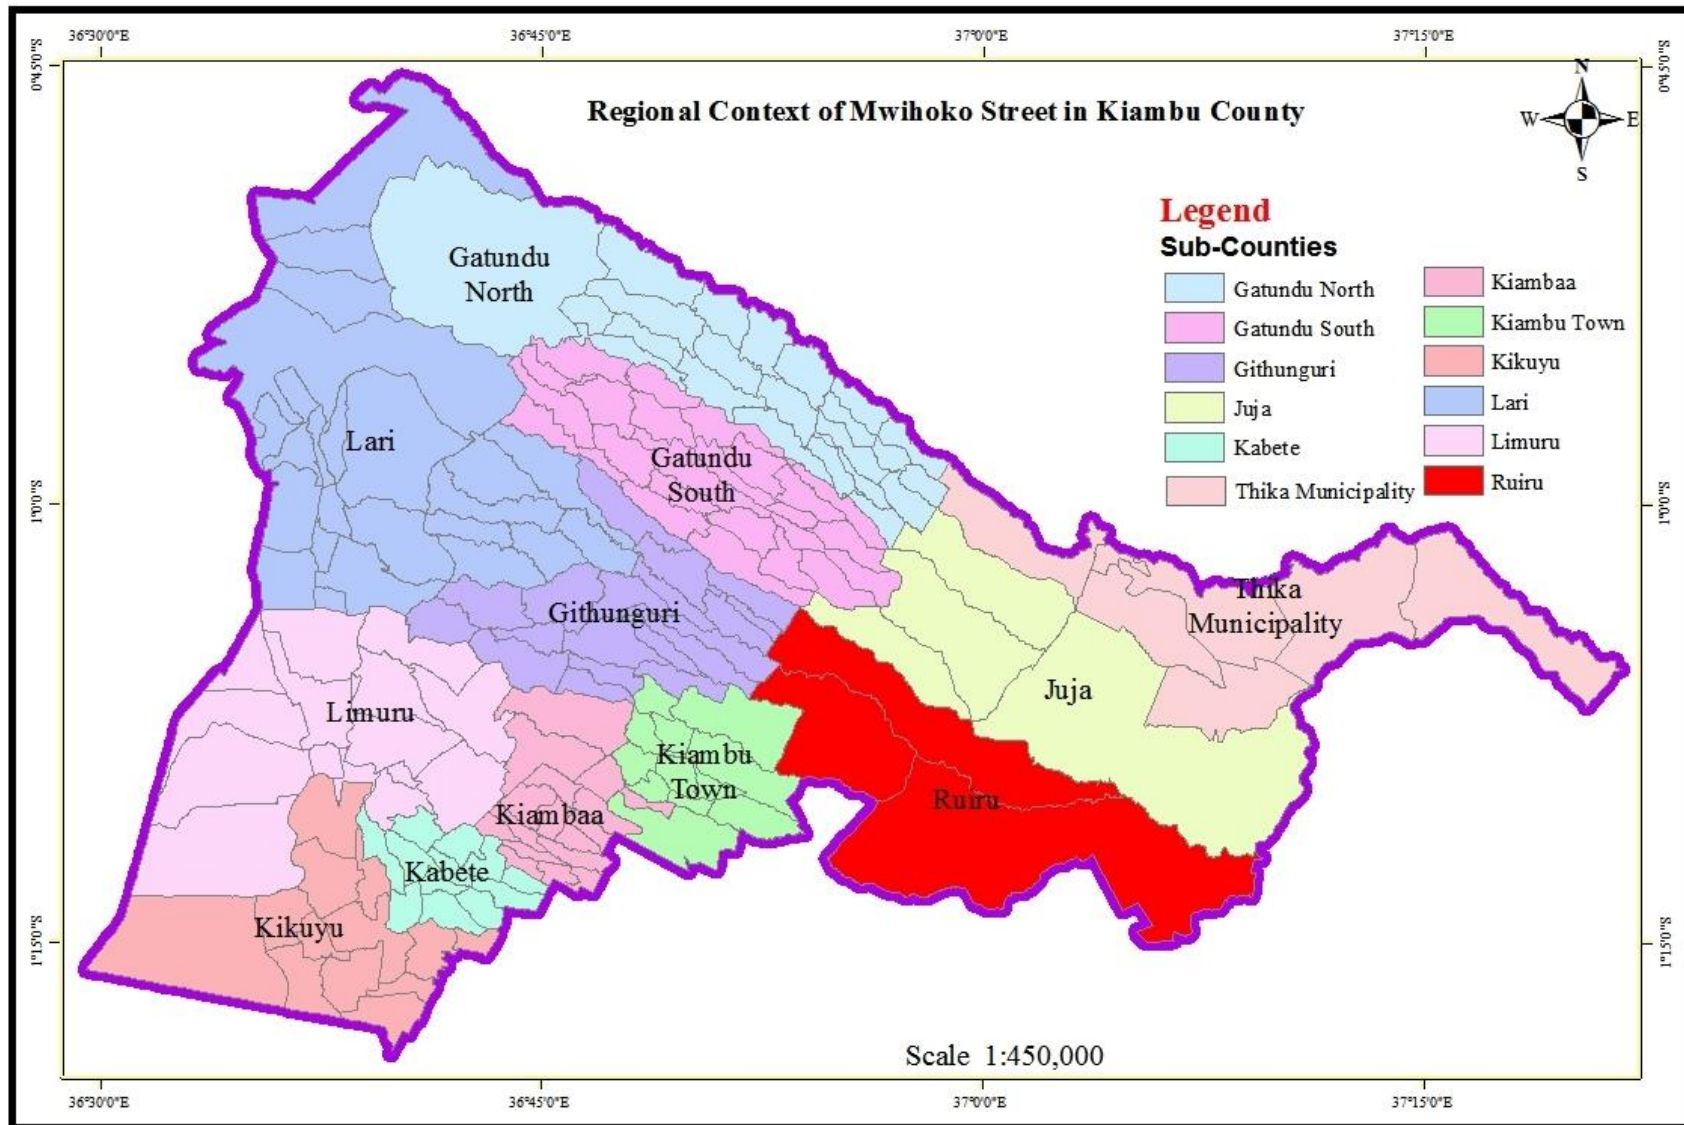 36°30'0"E 36°45'0"E 37°0'0"E 37°15'0"E
0°45'0"S 0°45'0"S
Regional Context of Mwihoko Street in Kiambu County
N
W E
S
Legend
Sub-Counties
Gatundu North
Gatundu South
Githunguri
Juja
Kabete
Thika Municipality
Kiambaa
Kiambu Town
Kikuyu
Lari
Limuru
Ruiru
Gatundu
North
Lari
Gatundu
South
1°0'0"S 1°0'0"S
Githunguri
Thika
Municipality
Juja
Limuru
Kiambu
Town
Ruiru
Kiambaa
Kabete
Kikuyu
1°15'0"S 1°15'0"S
Scale 1:450,000
36°30'0"E 36°45'0"E 37°0'0"E 37°15'0"E